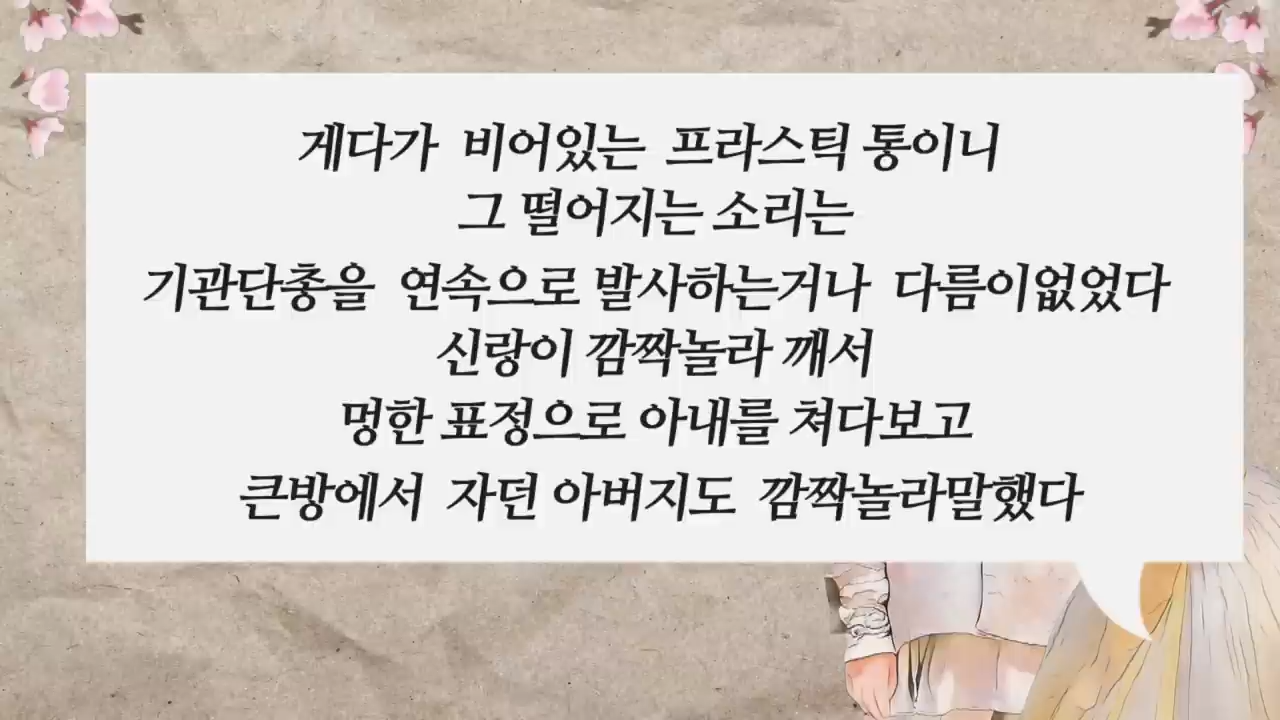 게다가 비어있는 프라스틱 통이니
그 떨어지는 소리는
기관단총을 연속으로 발사하는거나 다름이없었다
신랑이 깜짝놀라 깨서
멍한 표정으로 아내를 쳐다보고
큰방에서 자던 아버지도 깜짝놀라말했다